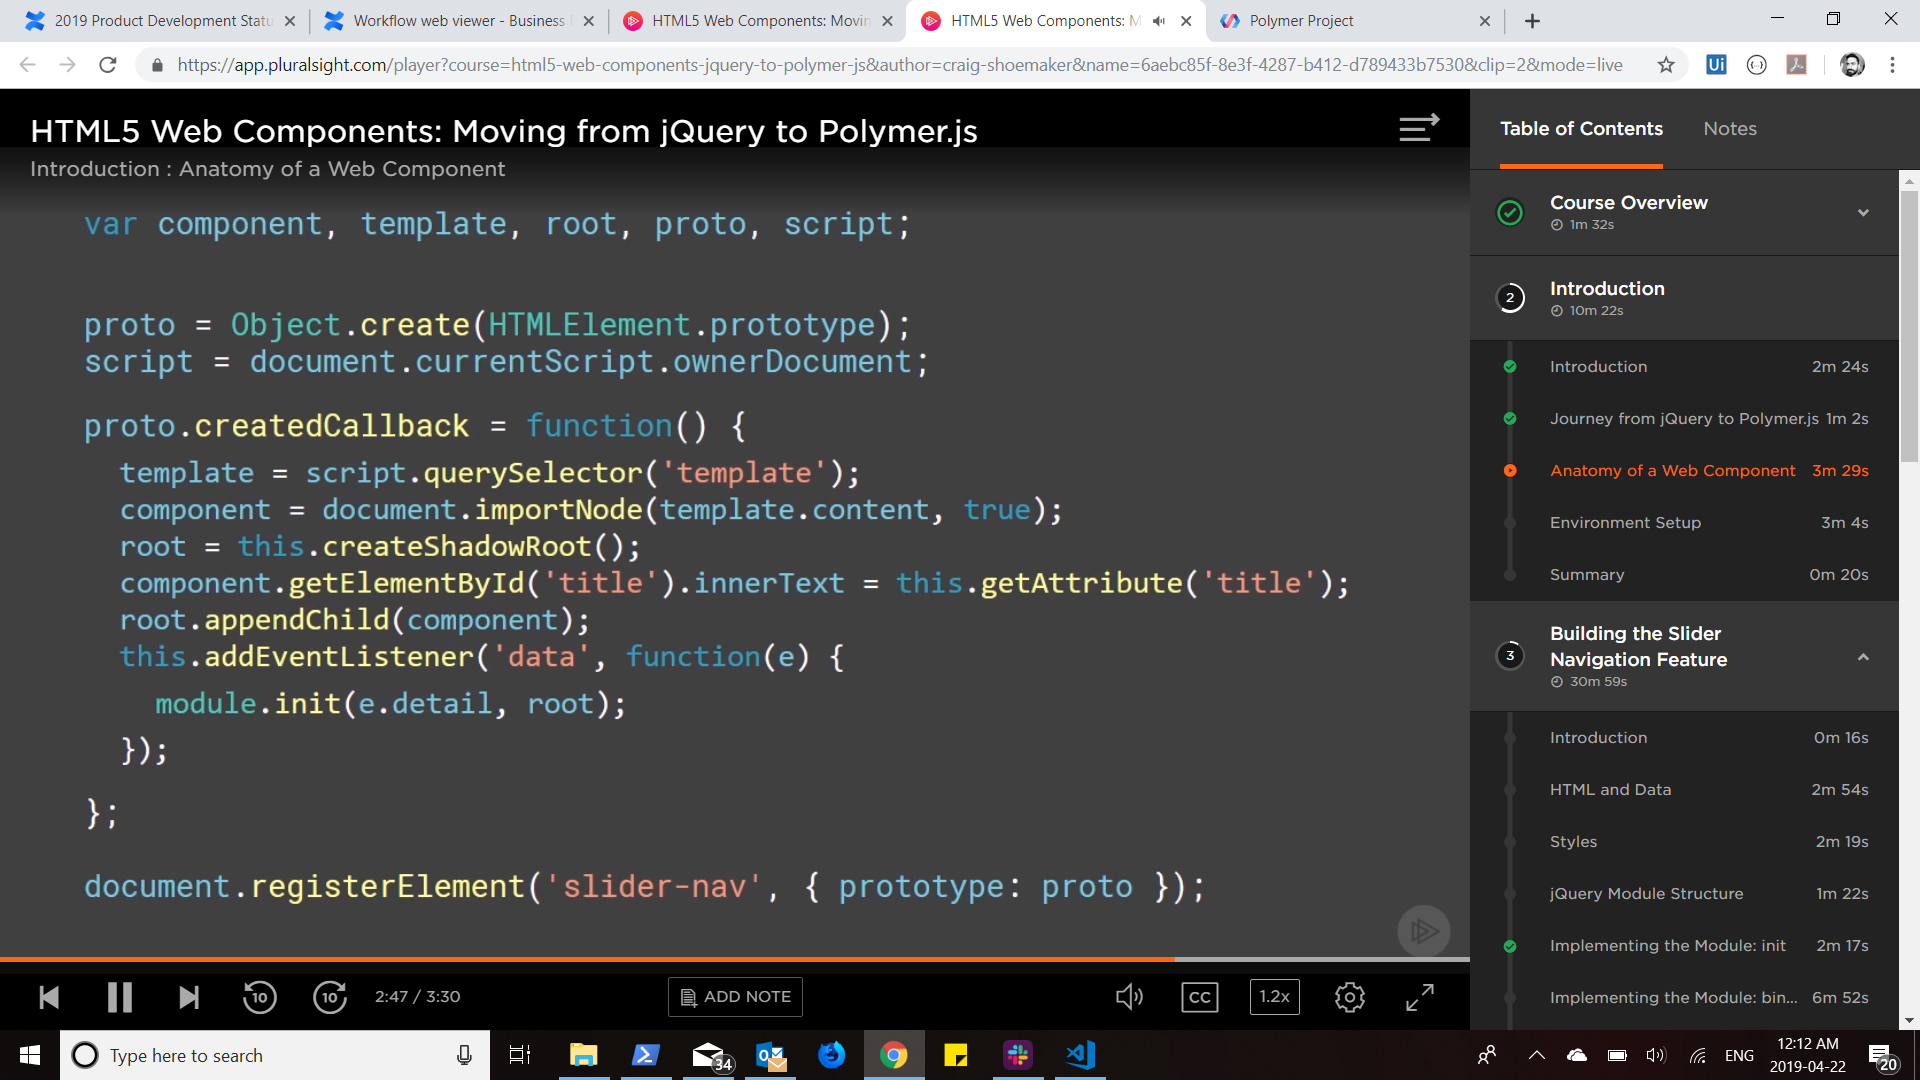 2019 Product Development Statu
Workflow web viewer - Business
HTML5 Web Components: Movin
HTML5 Web Components: M
Polymer Project
https://app.pluralsight.com/player?course=html5-web-components-jquery-to-polymer-js&author=craig-shoemaker&name=6aebc85f-8e3f-4287-b412-d789433b7530&clip=2&mode=live
Ui
HTML5 Web Components: Moving from jQuery to Polymer.js
Introduction : Anatomy of a Web Component
var component, template, root, proto, script;
proto = Object.create(HTMLElement.prototype);
script = document.currentScript.ownerDocument;
proto.createdCallback = function() {
template = script.querySelector('template');
component = document.importNode(template.content, true);
root = this.createShadowRoot();
component.getElementById('title').innerText = this.getAttribute('title');
root.appendChild(component);
this.addEventListener('data', function(e) {
module.init(e.detail, root);
});
};
document.registerElement('slider-nav', { prototype: proto });
10
10
2:47 / 3:30
ADD NOTE
CC
1.2x
Table of Contents
Notes
Course Overview
1m 32s
2
Introduction
10m 22s
Introduction 2m 24s
Journey from jQuery to Polymer.js 1m 2s
Anatomy of a Web Component 3m 29s
Environment Setup 3m 4s
Summary 0m 20s
3
Building the Slider
Navigation Feature
30m 59s
Introduction 0m 16s
HTML and Data 2m 54s
Styles 2m 19s
jQuery Module Structure 1m 22s
Implementing the Module: init 2m 17s
Implementing the Module: bin... 6m 52s
Type here to search
34
ENG
12:12 AM
2019-04-22
20